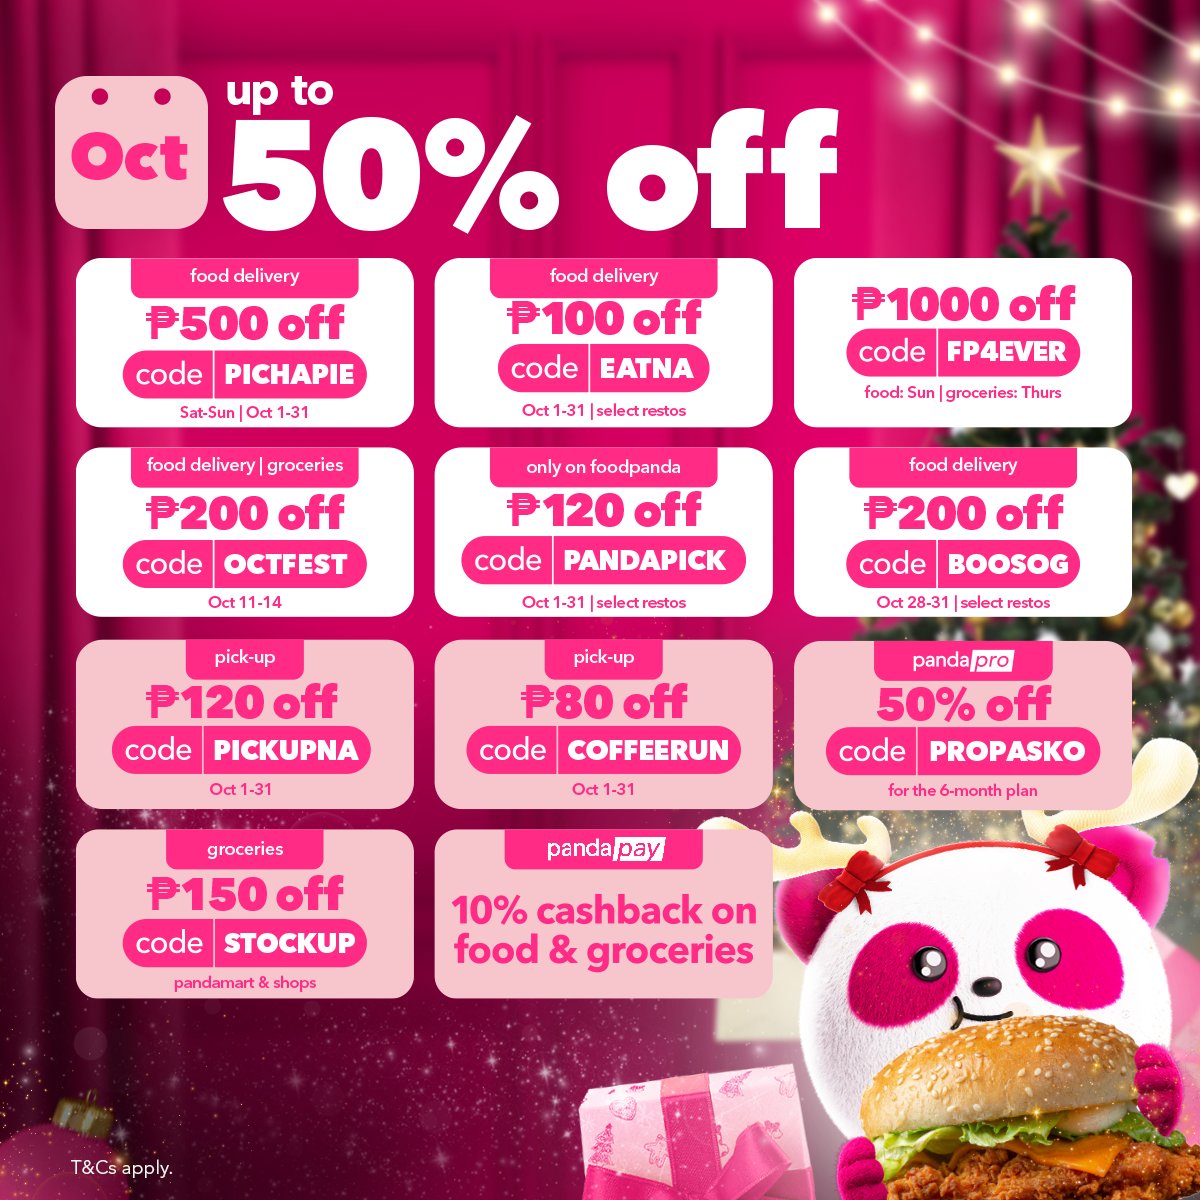 Oct
up to
50% off
food delivery
₱500 off
code PICHAPIE
Sat-Sun | Oct 1-31
food delivery
₱100 off
code EATNA
Oct 1-31 | select restos
₱1000 off
code FP4EVER
food: Sun | groceries: Thurs
food delivery | groceries
₱200 off
code OCTFEST
Oct 11-14
only on foodpanda
₱120 off
code PANDAPICK
Oct 1-31 | select restos
food delivery
₱200 off
code BOOSOG
Oct 28-31 | select restos
pick-up
₱120 off
code PICKUPNA
Oct 1-31
pick-up
₱80 off
code COFFEERUN
Oct 1-31
panda pro
50% off
code PROPASKO
for the 6-month plan
groceries
₱150 off
code STOCKUP
pandamart & shops
panda pay
10% cashback on
food & groceries
T&Cs apply.